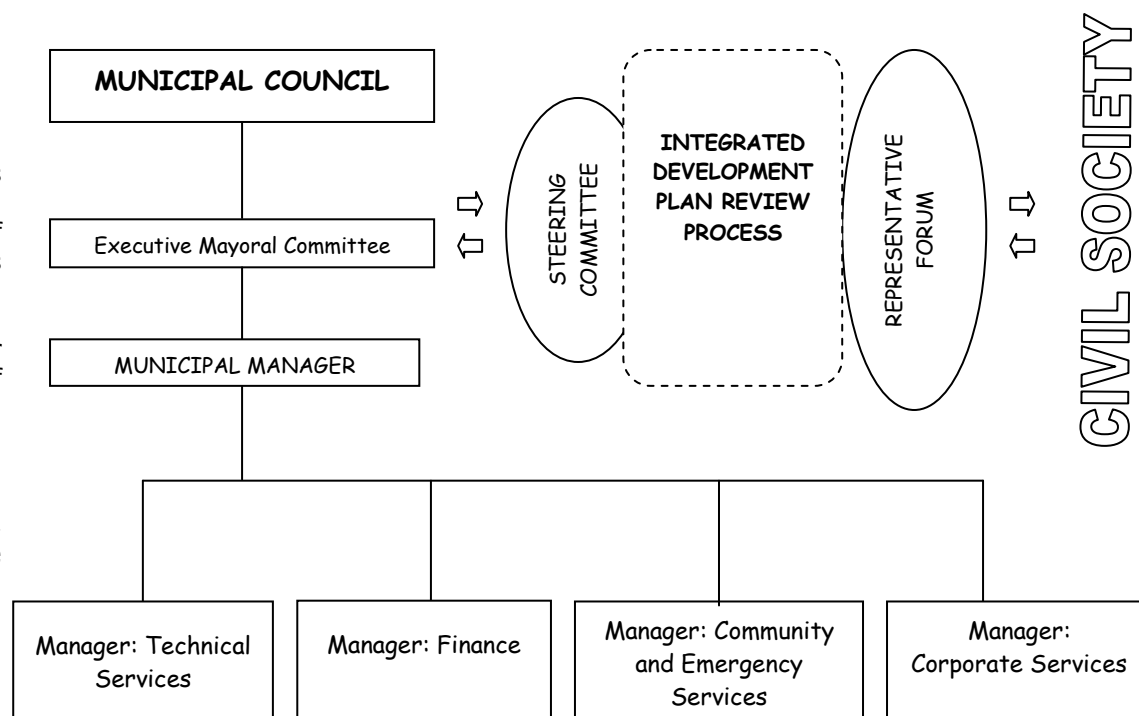 MUNICIPAL COUNCIL
Executive Mayoral Committee
MUNICIPAL MANAGER
STEERING
COMMITTEE
INTEGRATED
DEVELOPMENT
PLAN REVIEW
PROCESS
REPRESENTATIVE
FORUM
CIVIL SOCIETY
Manager: Technical
Services
Manager: Finance
Manager: Community
and Emergency
Services
Manager:
Corporate Services